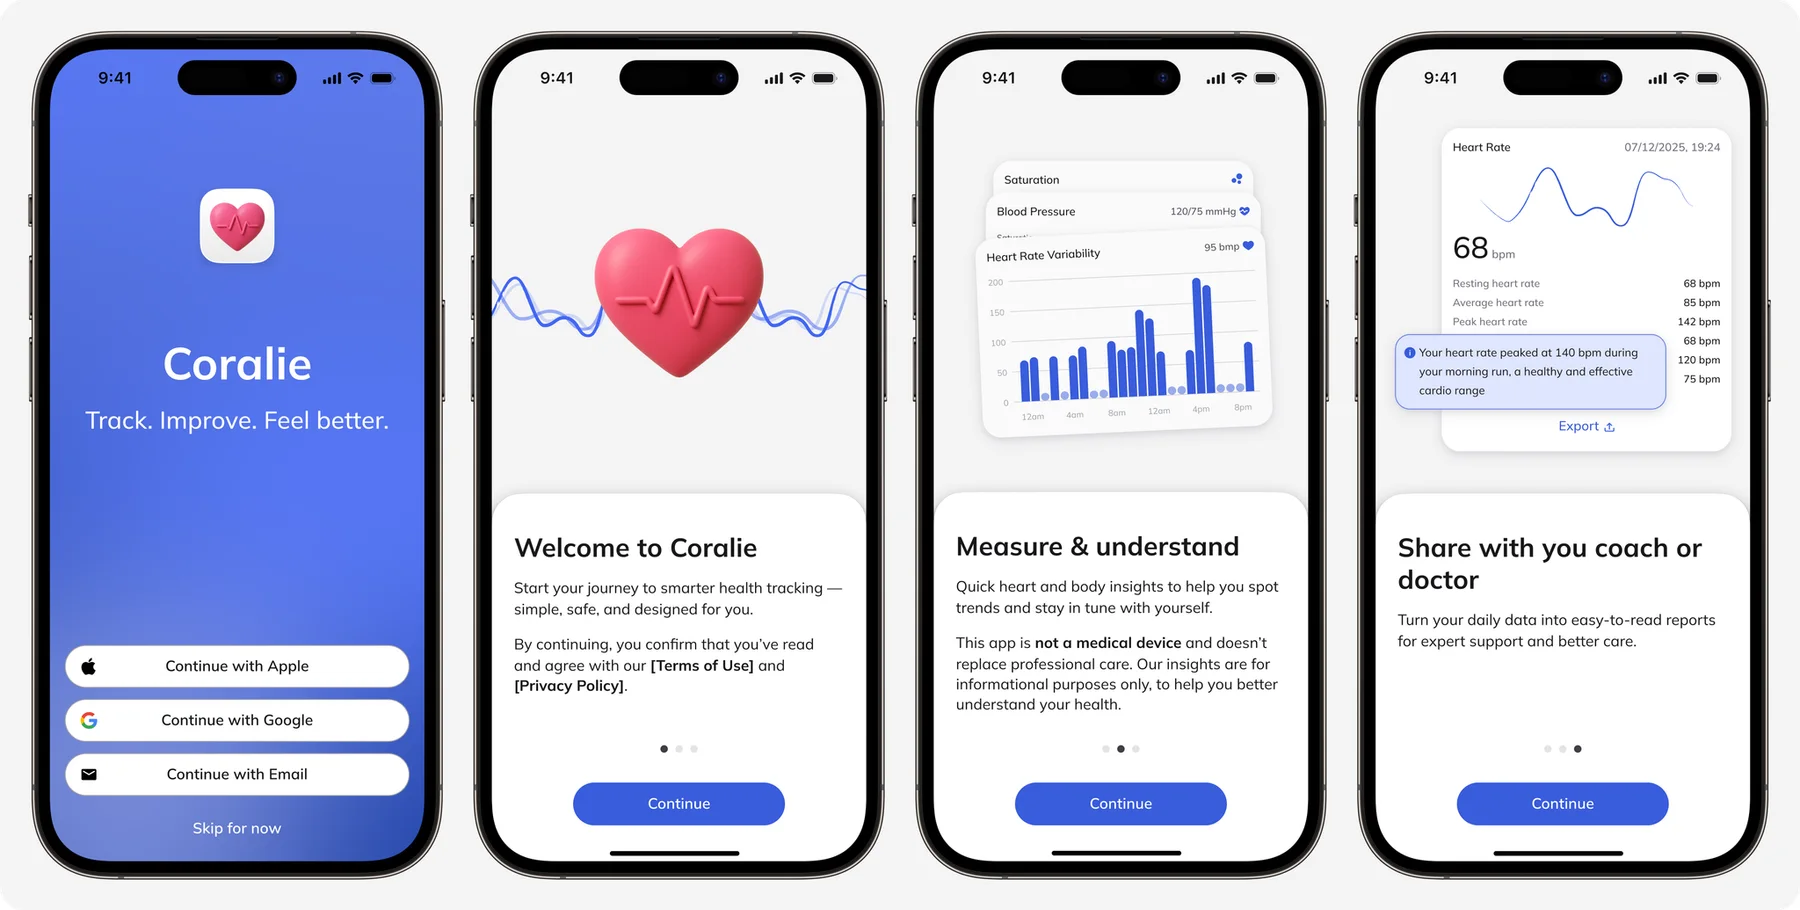 9:41
Coralie
Track. Improve. Feel better.
Continue with Apple
Continue with Google
Continue with Email
Skip for now
9:41
Welcome to Coralie
Start your journey to smarter health tracking —
simple, safe, and designed for you.
By continuing, you confirm that you've read
and agree with our [Terms of Use] and
[Privacy Policy].
Continue
9:41
Saturation
Blood Pressure 120/75 mmHg
Heart Rate Variability 95 bmp
200
150
100
50
0
12am 4am 8am 12am 4pm 8pm
Measure & understand
Quick heart and body insights to help you spot
trends and stay in tune with yourself.
This app is not a medical device and doesn't
replace professional care. Our insights are for
informational purposes only, to help you better
understand your health.
Continue
9:41
Heart Rate 07/12/2025, 19:24
68 bpm
Resting heart rate 68 bpm
Average heart rate 85 bpm
Peak heart rate 142 bpm
68 bpm
120 bpm
75 bpm
Your heart rate peaked at 140 bpm during
your morning run, a healthy and effective
cardio range
Export
Share with you coach or
doctor
Turn your daily data into easy-to-read reports
for expert support and better care.
Continue